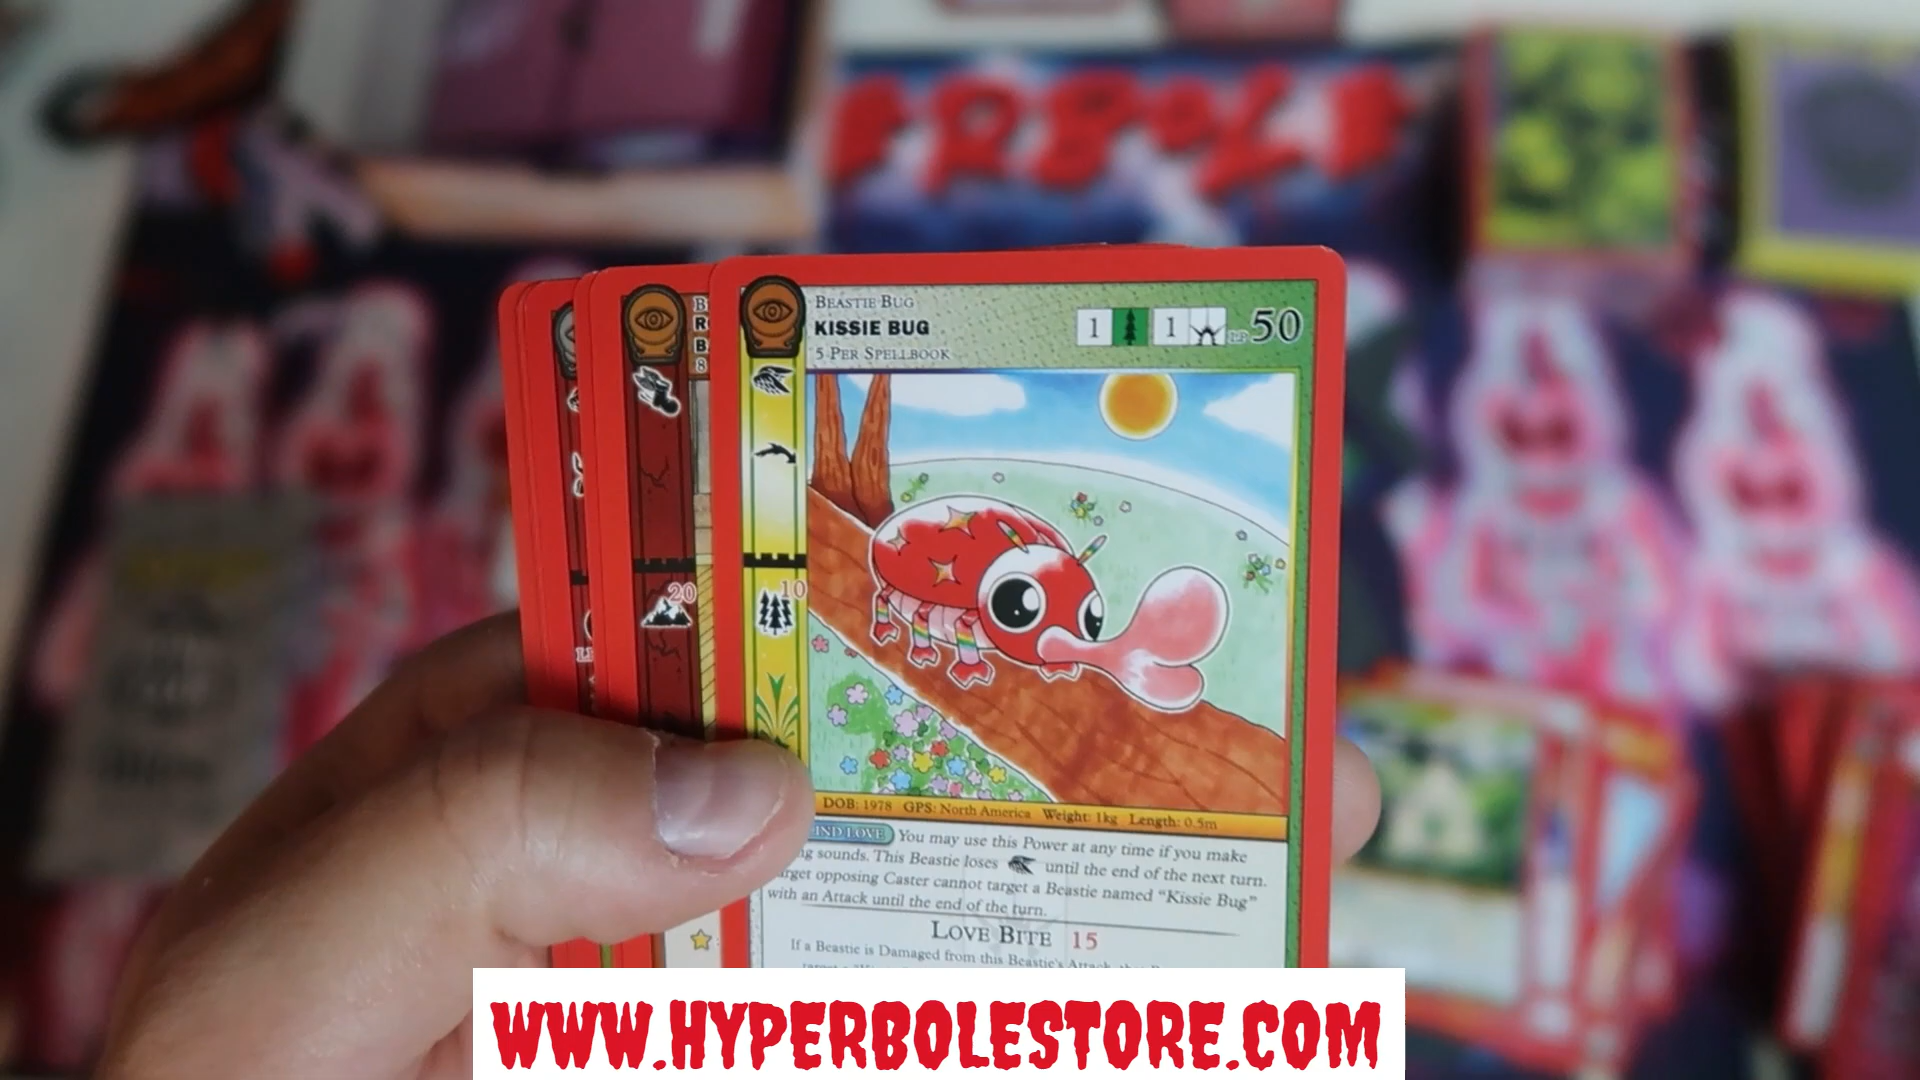 BEASTIE BUG
KISSIE BUG
5 PER SPELLBOOK
1 1 LP 50
10
20
8
DOB: 1978 GPS: North America Weight: 1kg Length: 0.5m
IND LOVE You may use this Power at any time if you make
ng sounds. This Beastie loses until the end of the next turn.
rget opposing Caster cannot target a Beastie named "Kissie Bug"
with an Attack until the end of the turn.
LOVE BITE 15
If a Beastie is Damaged from this Beastie's Attack, that
WWW.HYPERBOLESTORE.COM